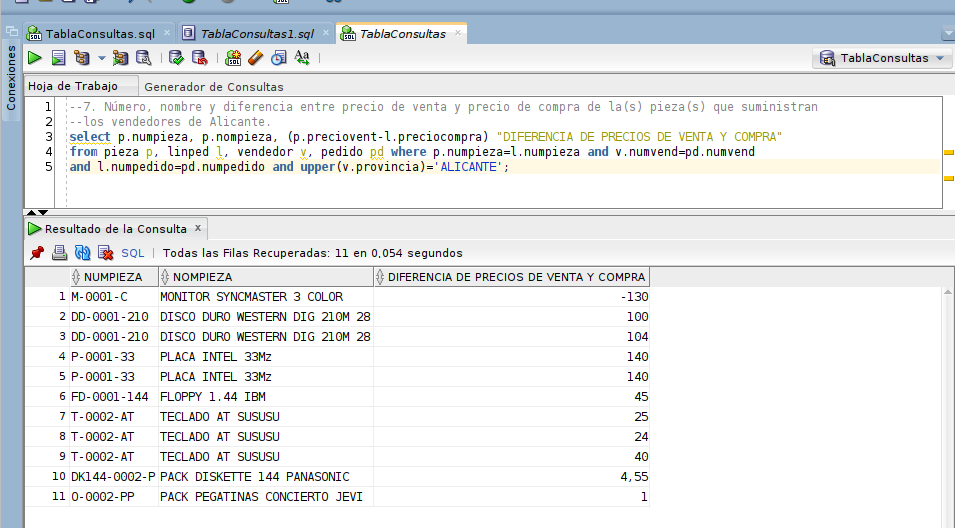 TablaConsultas.sql
TablaConsultas1.sql
TablaConsultas
Conexiones
TablaConsultas
Hoja de Trabajo
Generador de Consultas
1 --7. Número, nombre y diferencia entre precio de venta y precio de compra de la(s) pieza(s) que suministran
2 --los vendedores de Alicante.
3 select p.numpieza, p.nompieza, (p.preciovent-l.preciocompra) "DIFERENCIA DE PRECIOS DE VENTA Y COMPRA"
4 from pieza p, linped l, vendedor v, pedido pd where p.numpieza=l.numpieza and v.numvend=pd.numvend
5 and l.numpedido=pd.numpedido and upper(v.provincia)='ALICANTE';
Resultado de la Consulta x
SQL | Todas las Filas Recuperadas: 11 en 0,054 segundos
NUMPIEZA NOMPIEZA DIFERENCIA DE PRECIOS DE VENTA Y COMPRA
1 M-0001-C MONITOR SYNCMASTER 3 COLOR -130
2 DD-0001-210 DISCO DURO WESTERN DIG 210M 28 100
3 DD-0001-210 DISCO DURO WESTERN DIG 210M 28 104
4 P-0001-33 PLACA INTEL 33Mz 140
5 P-0001-33 PLACA INTEL 33Mz 140
6 FD-0001-144 FLOPPY 1.44 IBM 45
7 T-0002-AT TECLADO AT SUSUSU 25
8 T-0002-AT TECLADO AT SUSUSU 24
9 T-0002-AT TECLADO AT SUSUSU 40
10 DK144-0002-P PACK DISKETTE 144 PANASONIC 4,55
11 O-0002-PP PACK PEGATINAS CONCIERTO JEVI 1